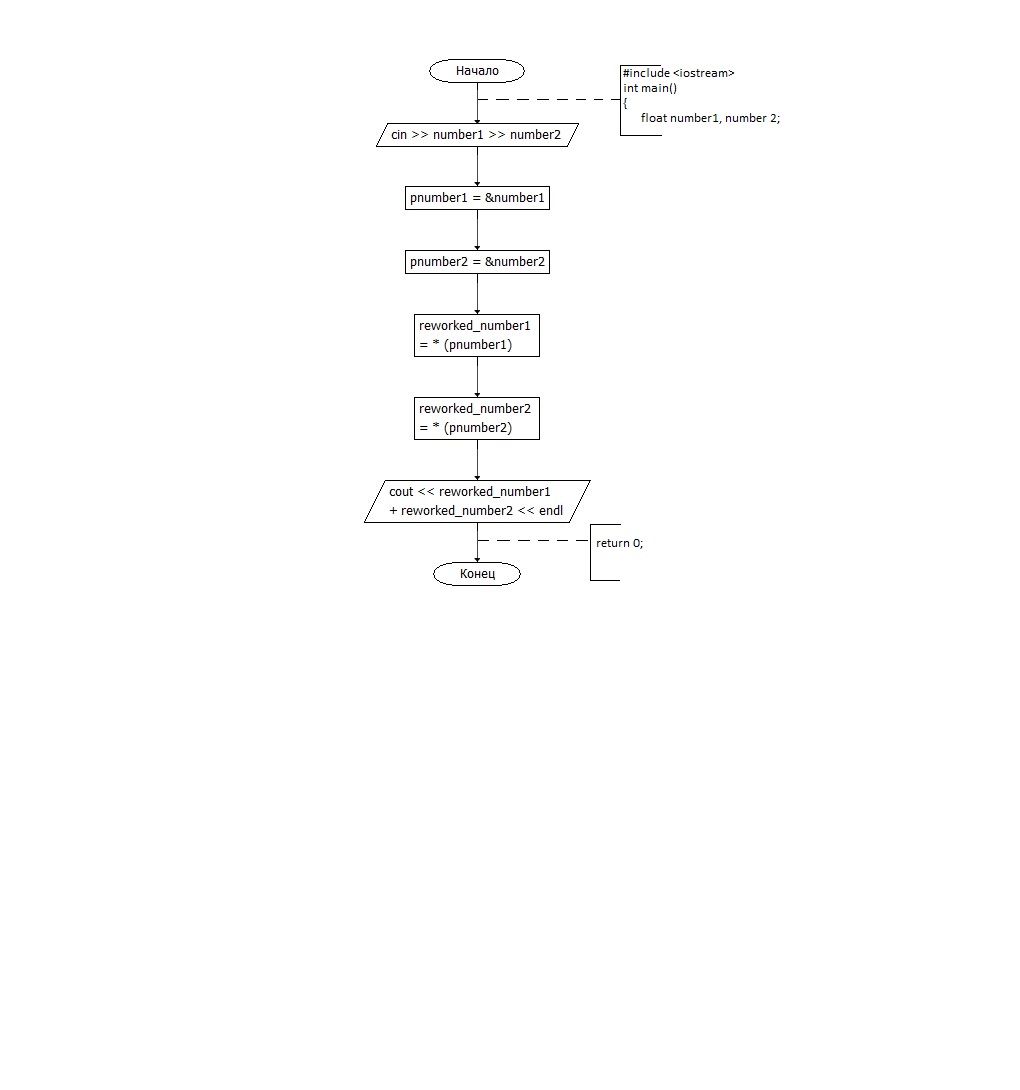 Начало
#include <iostream>
int main()
{
float number1, number 2;
cin >> number1 >> number2
pnumber1 = &number1
pnumber2 = &number2
reworked_number1
= * (pnumber1)
reworked_number2
= * (pnumber2)
cout << reworked_number1
+ reworked_number2 << endl
return 0;
Конец